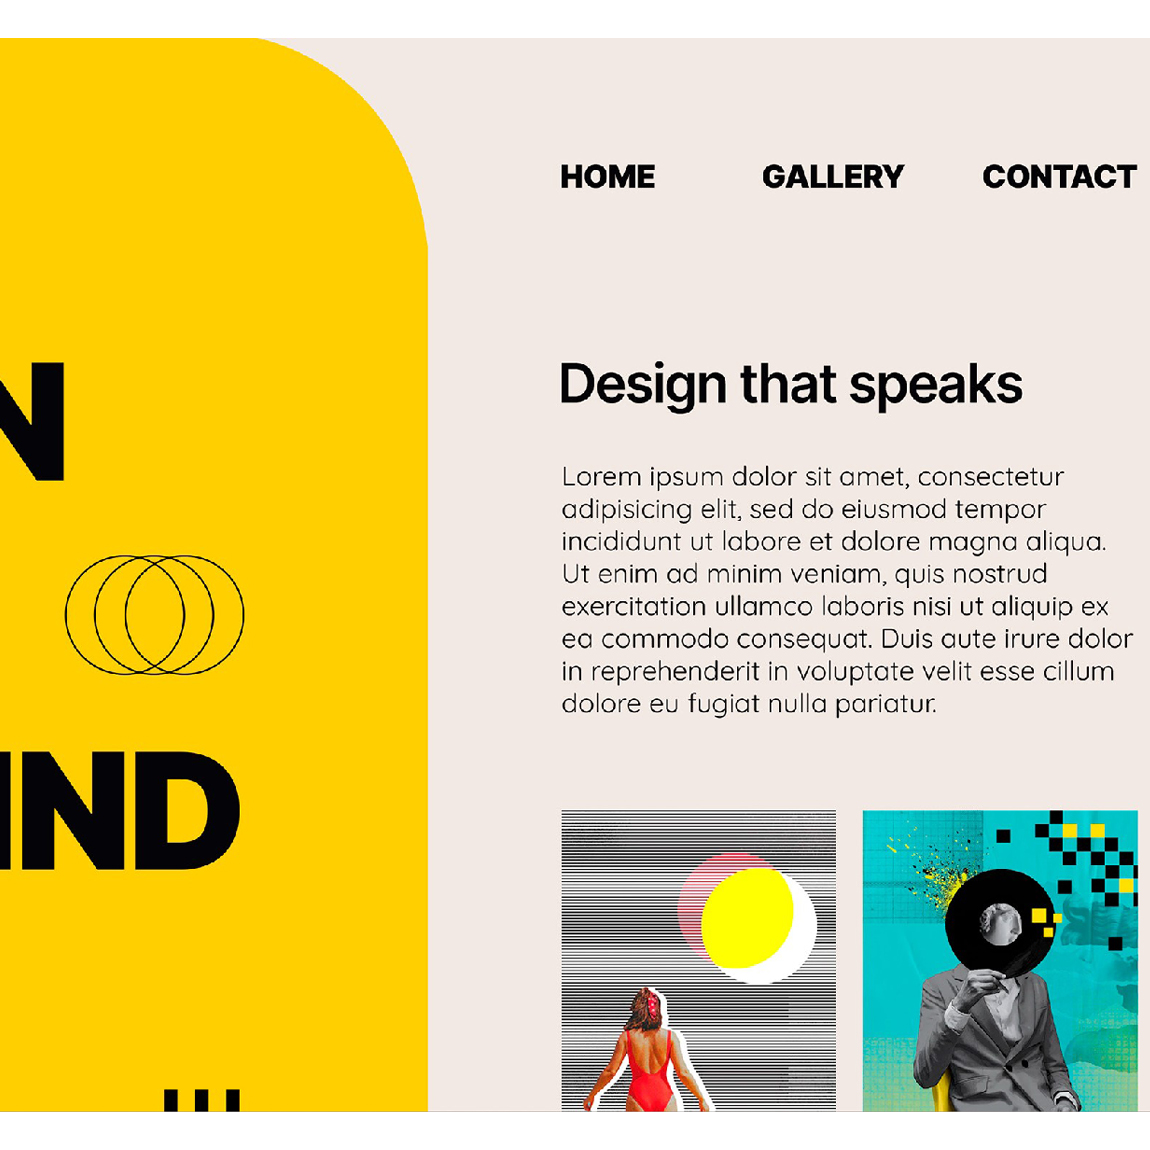 HOME GALLERY CONTACT
N
Design that speaks
Lorem ipsum dolor sit amet, consectetur
adipisicing elit, sed do eiusmod tempor
incididunt ut labore et dolore magna aliqua.
Ut enim ad minim veniam, quis nostrud
exercitation ullamco laboris nisi ut aliquip ex
ea commodo consequat. Duis aute irure dolor
in reprehenderit in voluptate velit esse cillum
dolore eu fugiat nulla pariatur.
IND